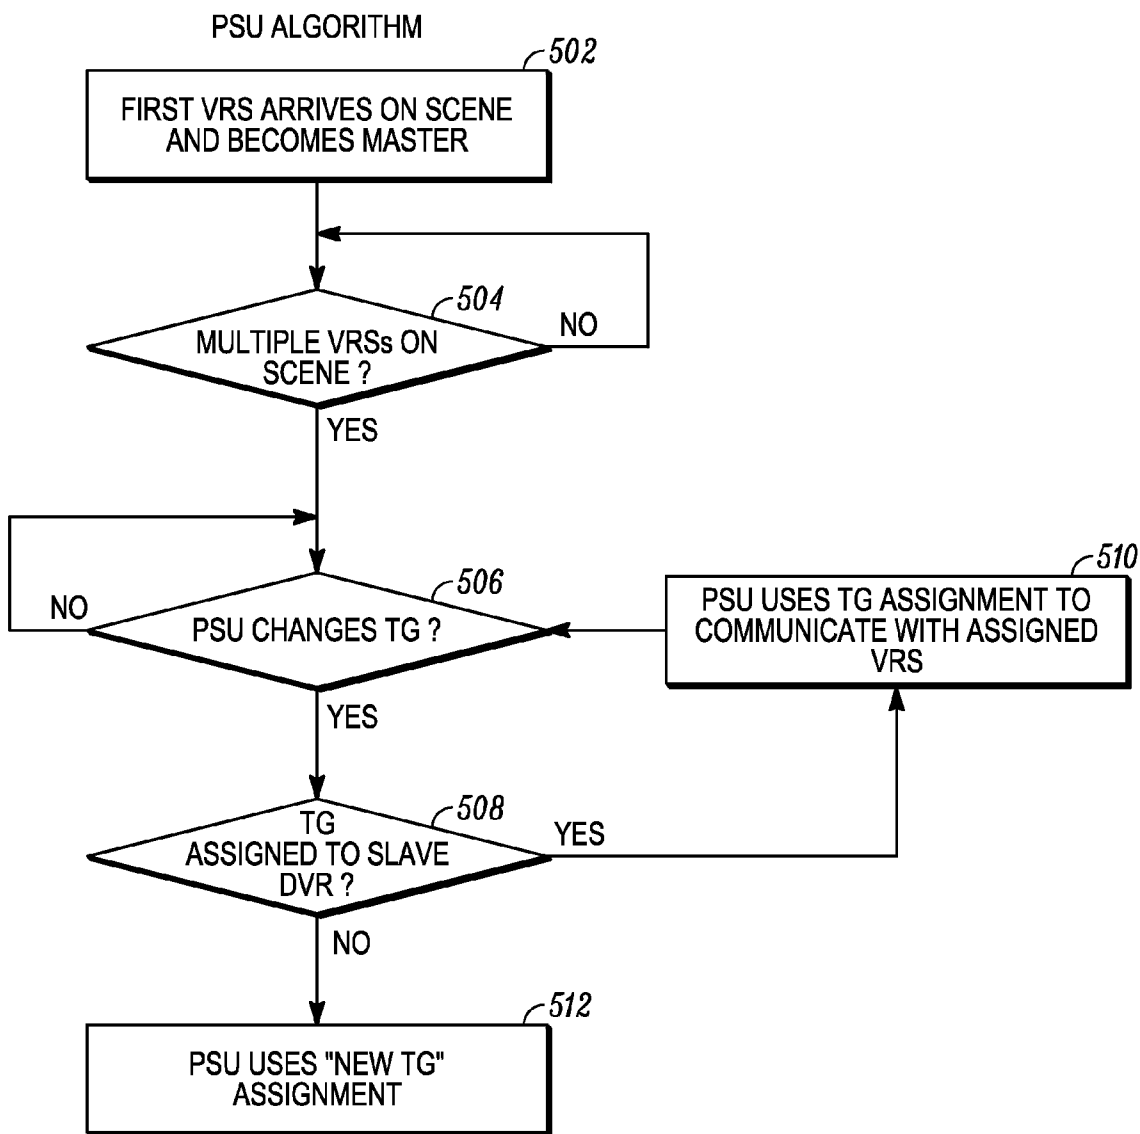 PSU ALGORITHM
502
FIRST VRS ARRIVES ON SCENE
AND BECOMES MASTER
504
MULTIPLE VRSs ON
SCENE ?
NO
YES
506
PSU CHANGES TG ?
NO
YES
510
PSU USES TG ASSIGNMENT TO
COMMUNICATE WITH ASSIGNED
VRS
508
TG
ASSIGNED TO SLAVE
DVR ?
YES
NO
512
PSU USES "NEW TG"
ASSIGNMENT